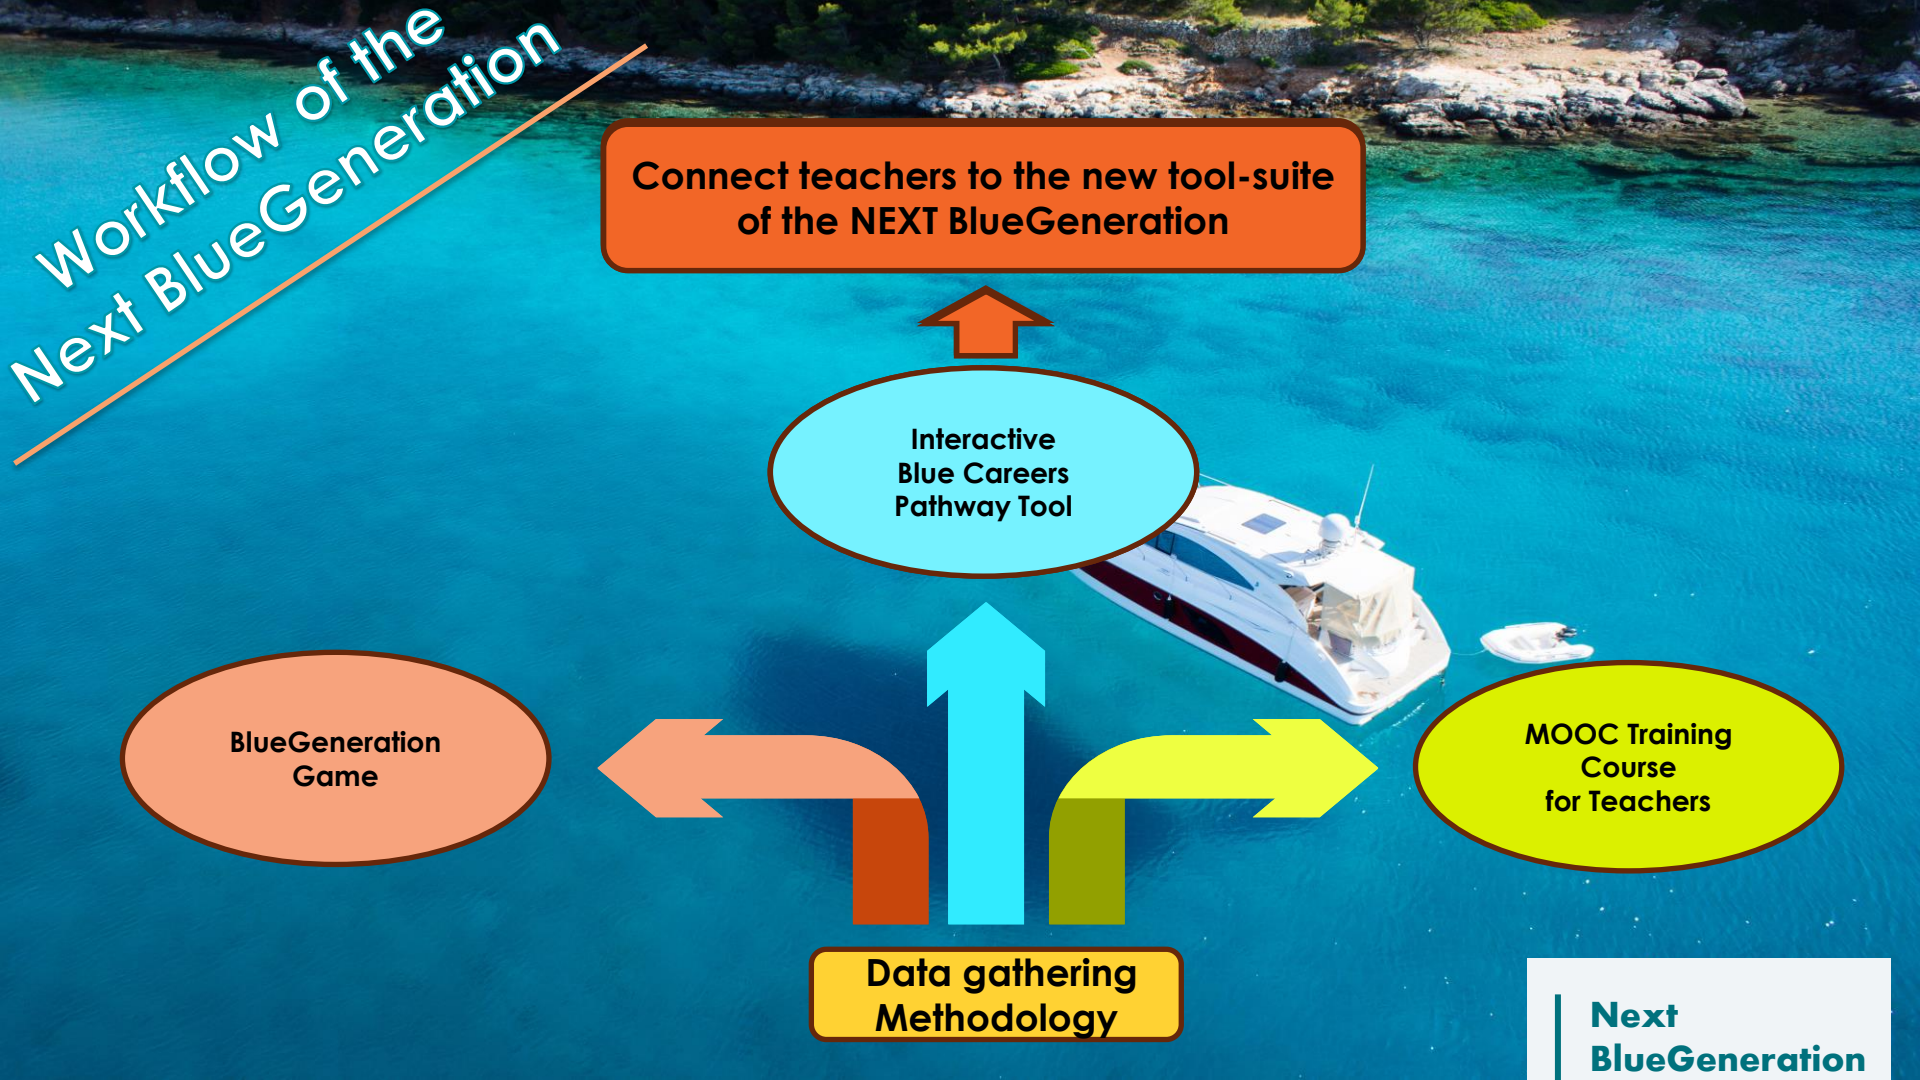 Workflow of the
Next BlueGeneration
Connect teachers to the new tool-suite
of the NEXT BlueGeneration
Interactive
Blue Careers
Pathway Tool
BlueGeneration
Game
MOOC Training
Course
for Teachers
Data gathering
Methodology
Next
BlueGeneration